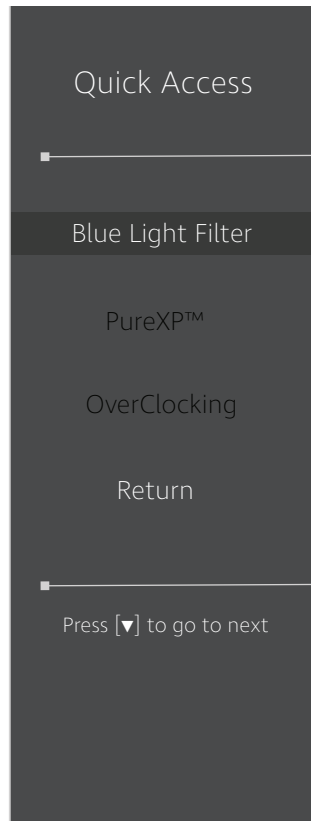 Quick Access
Blue Light Filter
PureXP™
OverClocking
Return
Press [▼] to go to next